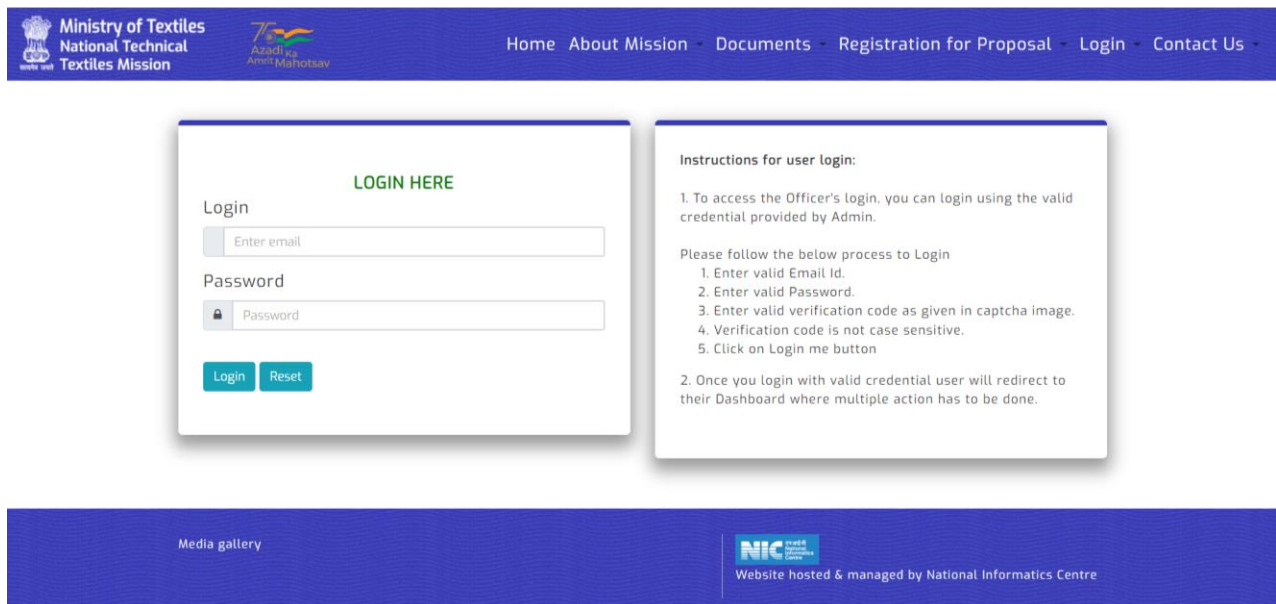 Ministry of Textiles
National Technical
Textiles Mission
सत्यमेव जयते
Azadi Ka
Amrit Mahotsav
Home About Mission Documents Registration for Proposal Login Contact Us
LOGIN HERE
Login
Enter email
Password
Password
Login Reset
Instructions for user login:
1. To access the Officer's login, you can login using the valid
credential provided by Admin.
Please follow the below process to Login
1. Enter valid Email Id.
2. Enter valid Password.
3. Enter valid verification code as given in captcha image.
4. Verification code is not case sensitive.
5. Click on Login me button
2. Once you login with valid credential user will redirect to
their Dashboard where multiple action has to be done.
Media gallery
NIC
National
Informatics
Centre
Website hosted & managed by National Informatics Centre